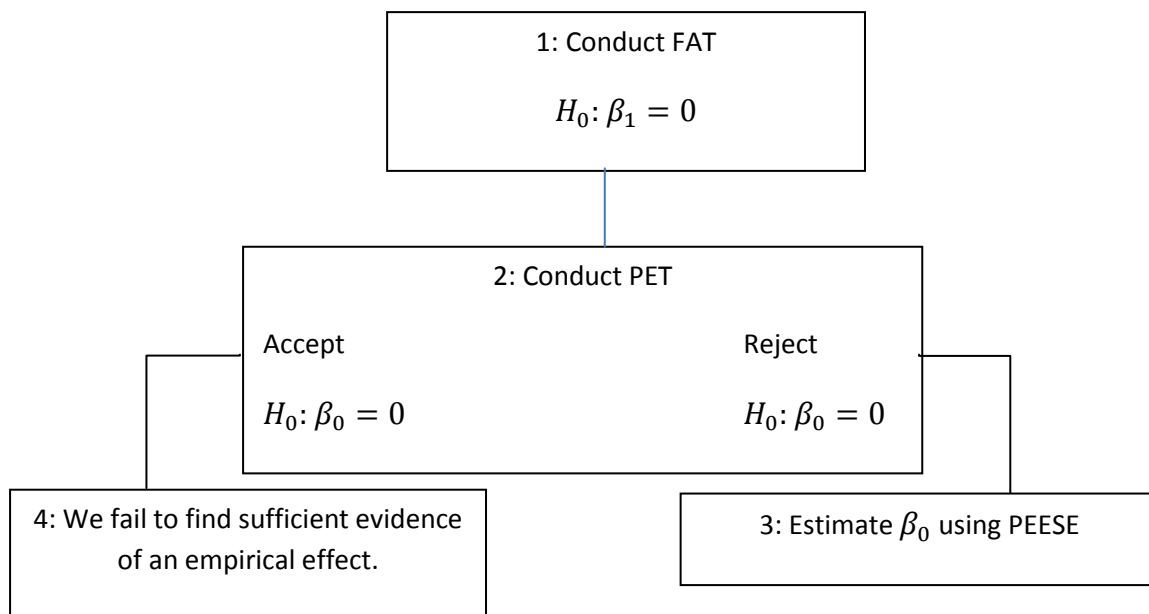 1: Conduct FAT
𝐻₀: 𝛽₁ = 0
2: Conduct PET
Accept
𝐻₀: 𝛽₀ = 0
Reject
𝐻₀: 𝛽₀ = 0
4: We fail to find sufficient evidence
of an empirical effect.
3: Estimate 𝛽₀ using PEESE